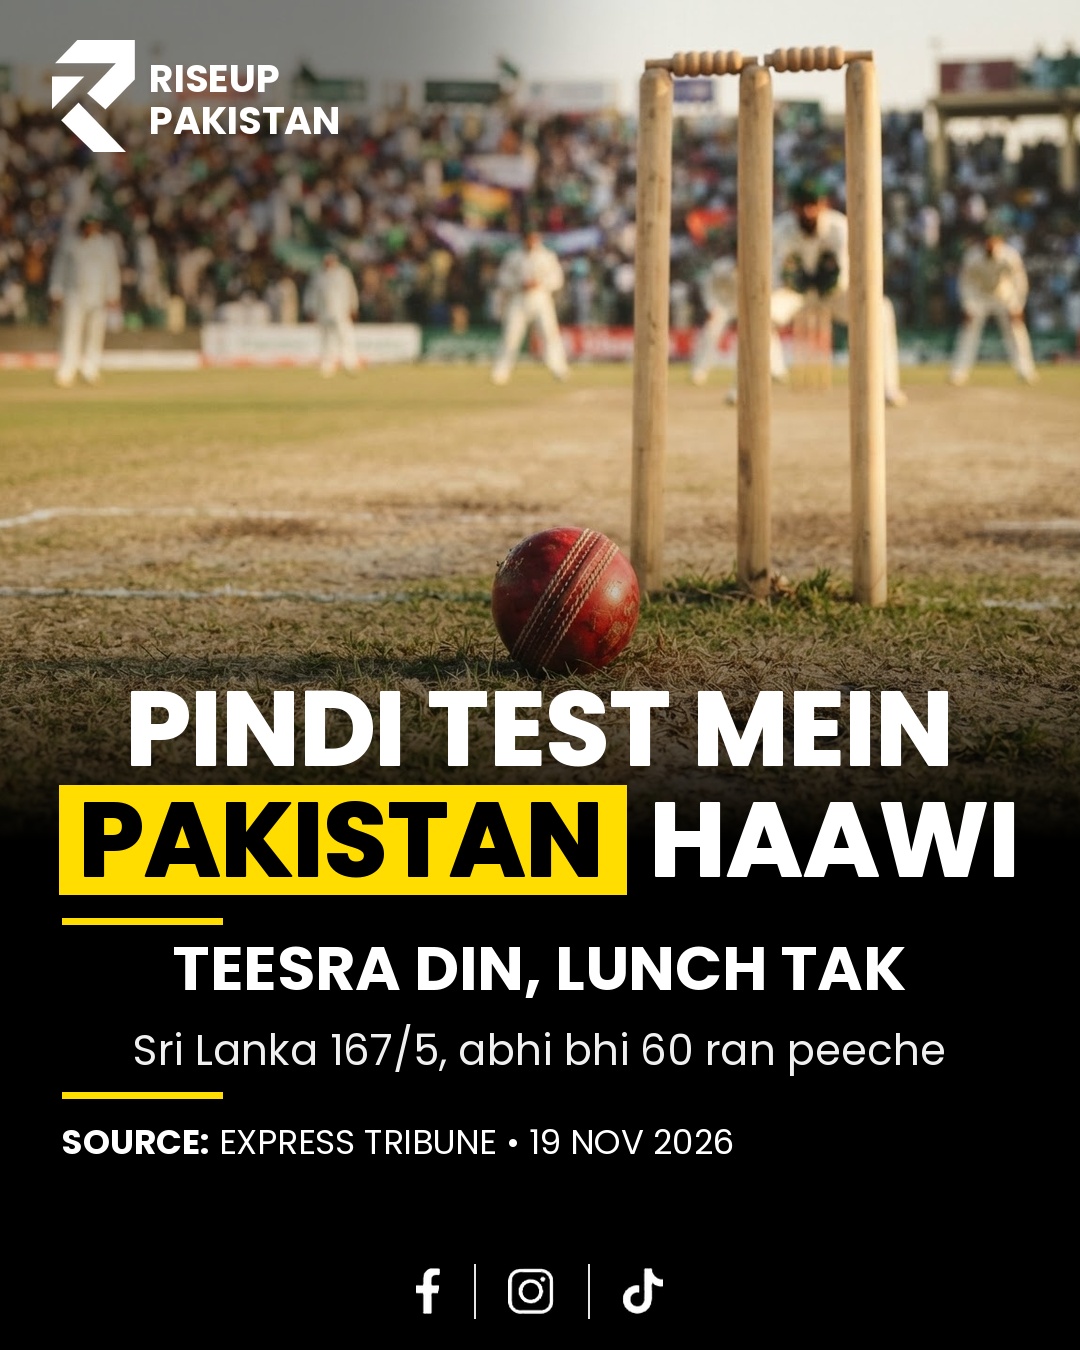 RISEUP
PAKISTAN
PINDI TEST MEIN
PAKISTAN HAAWI
TEESRA DIN, LUNCH TAK
Sri Lanka 167/5, abhi bhi 60 ran peeche
SOURCE: EXPRESS TRIBUNE • 19 NOV 2026